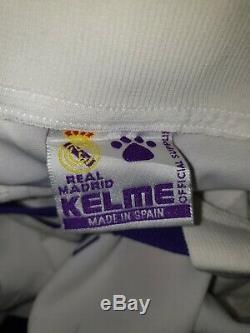 REAL
MADRID
KELME
OFFICIAL SUPPLIER
MADE IN SPAIN